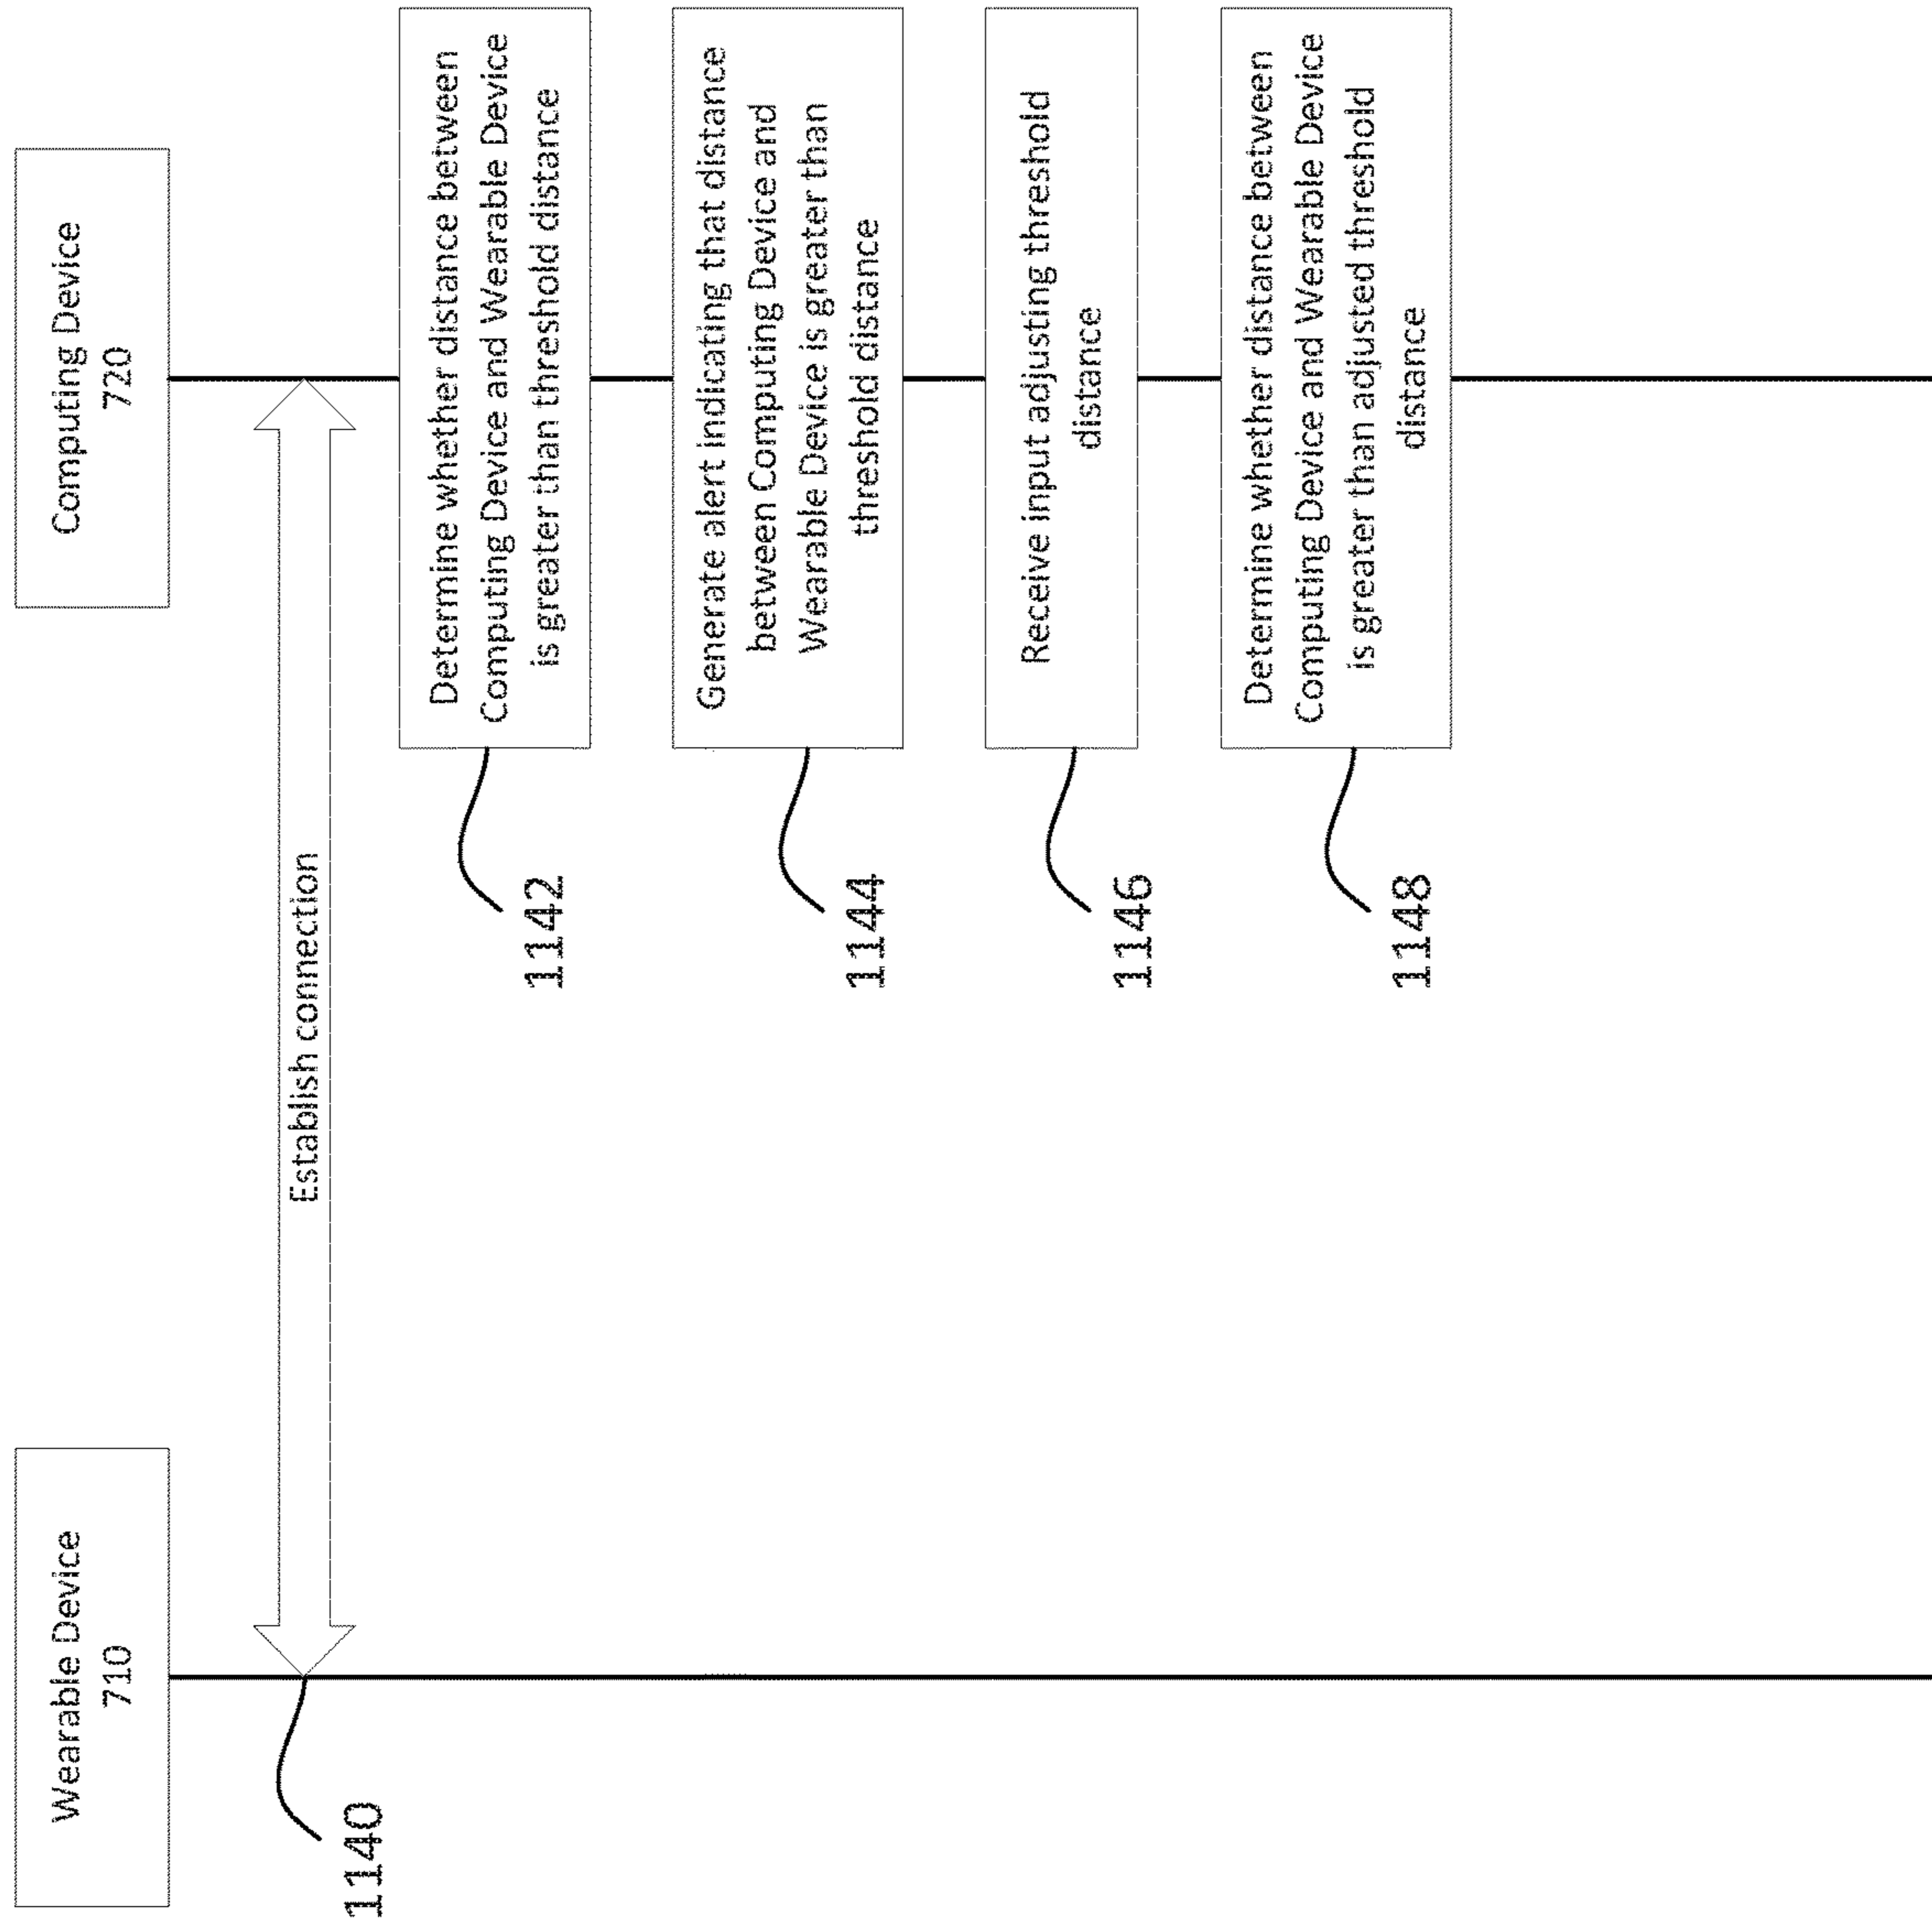 Wearable Device
710
Computing Device
720
1140
Establish connection
1142
Determine whether distance between
Computing Device and Wearable Device
is greater than threshold distance
1144
Generate alert indicating that distance
between Computing Device and
Wearable Device is greater than
threshold distance
1146
Receive input adjusting threshold
distance
1148
Determine whether distance between
Computing Device and Wearable Device
is greater than adjusted threshold
distance